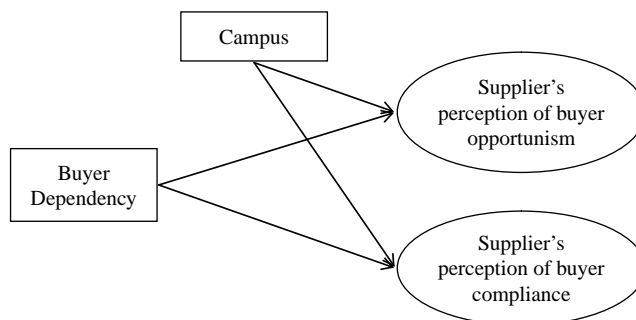 Campus
Supplier’s
perception of buyer
opportunism
Buyer
Dependency
Supplier’s
perception of buyer
compliance